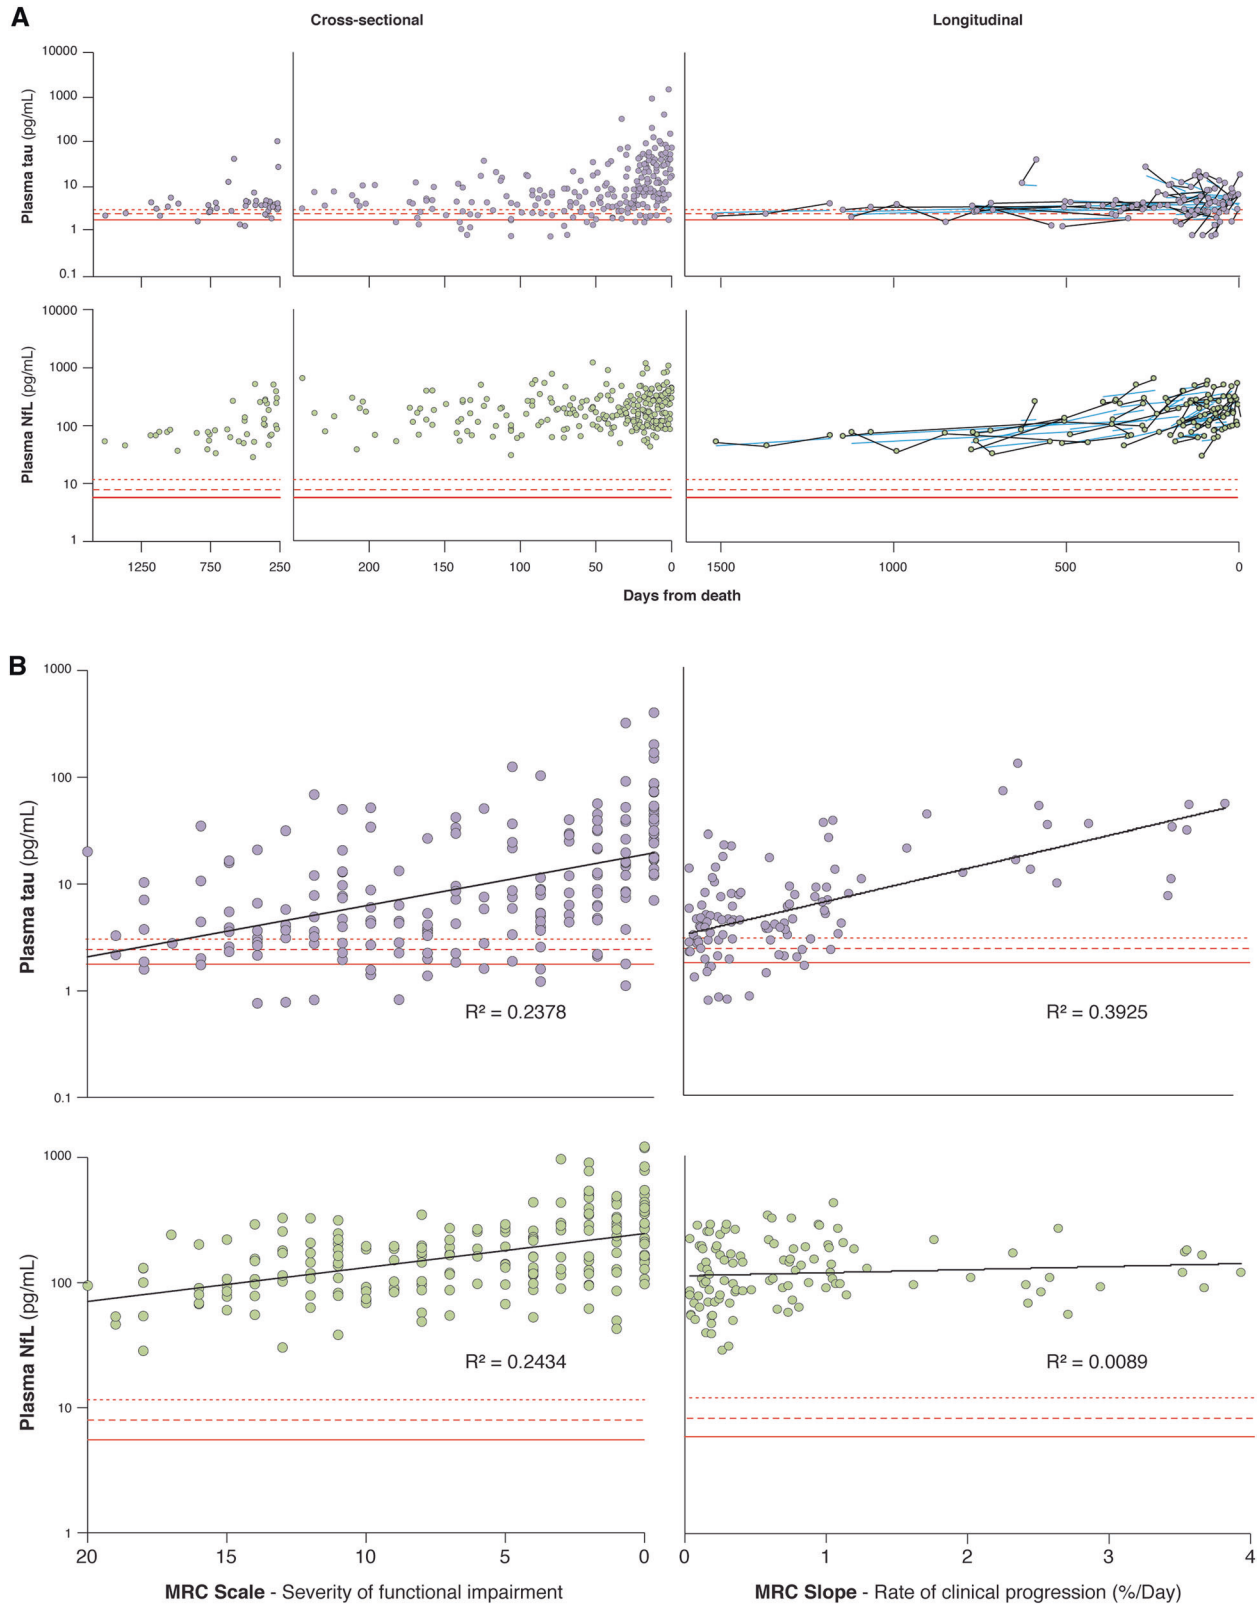 A
Cross-sectional
Longitudinal
Plasma tau (pg/mL)
10000
1000
100
10
1
0.1
Plasma NfL (pg/mL)
10000
1000
100
10
1
1250
750
250
200
150
100
50
0
1500
1000
500
0
Days from death
B
Plasma tau (pg/mL)
1000
100
10
1
0.1
R² = 0.2378
R² = 0.3925
Plasma NfL (pg/mL)
1000
100
10
1
R² = 0.2434
R² = 0.0089
20
15
10
5
0
0
1
2
3
4
MRC Scale - Severity of functional impairment
MRC Slope - Rate of clinical progression (%/Day)